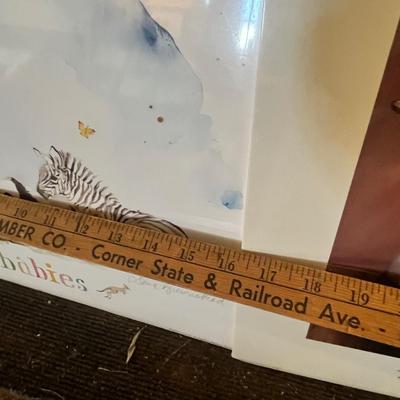 10 11 12 13 14 15 16 17 18 19
MBER CO. - Corner State & Railroad Ave. -
babies